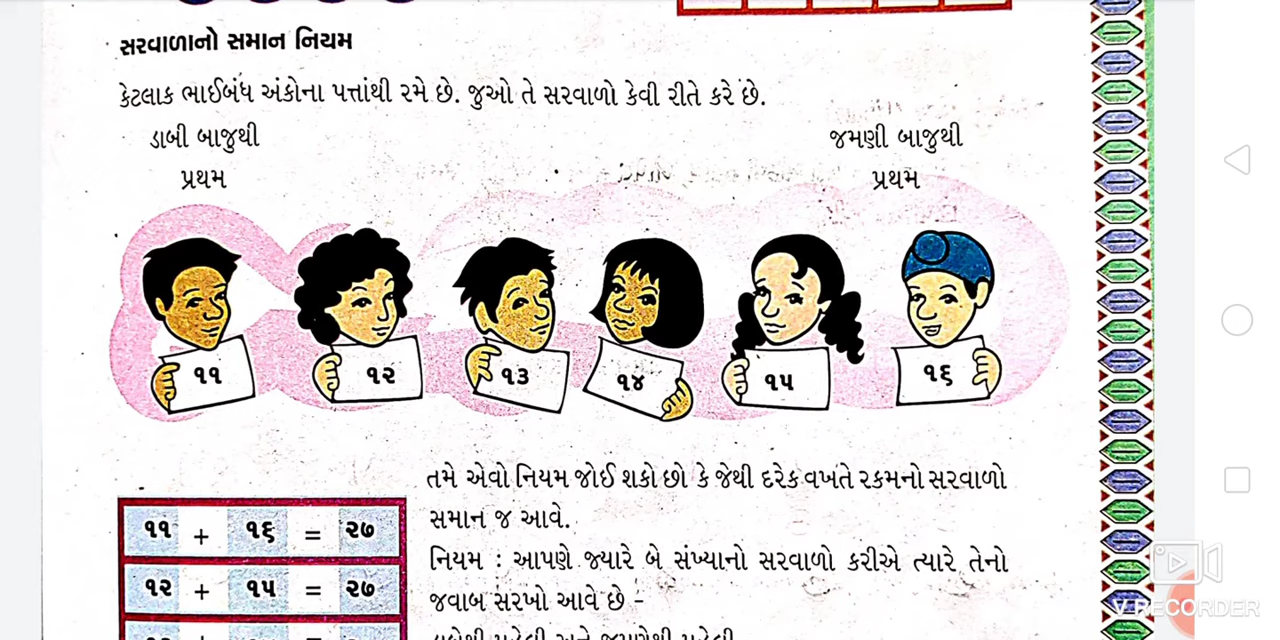 સરવાળાનો સમાન નિયમ
કેટલાક ભાઈબંધ અંકોના પત્તાંથી રમે છે. જુઓ તે સરવાળો કેવી રીતે કરે છે.
ડાબી બાજુથી
પ્રથમ
જમણી બાજુથી
પ્રથમ
૧૧
૧૨
૧૩
૧૪
૧૫
૧૬
તમે એવો નિયમ જોઈ શકો છો કે જેથી દરેક વખતે રકમનો સરવાળો
સમાન જ આવે.
નિયમ : આપણે જ્યારે બે સંખ્યાનો સરવાળો કરીએ ત્યારે તેનો
જવાબ સરખો આવે છે -
૧૧ + ૧૬ = ૨૭
૧૨ + ૧૫ = ૨૭
V RECORDER